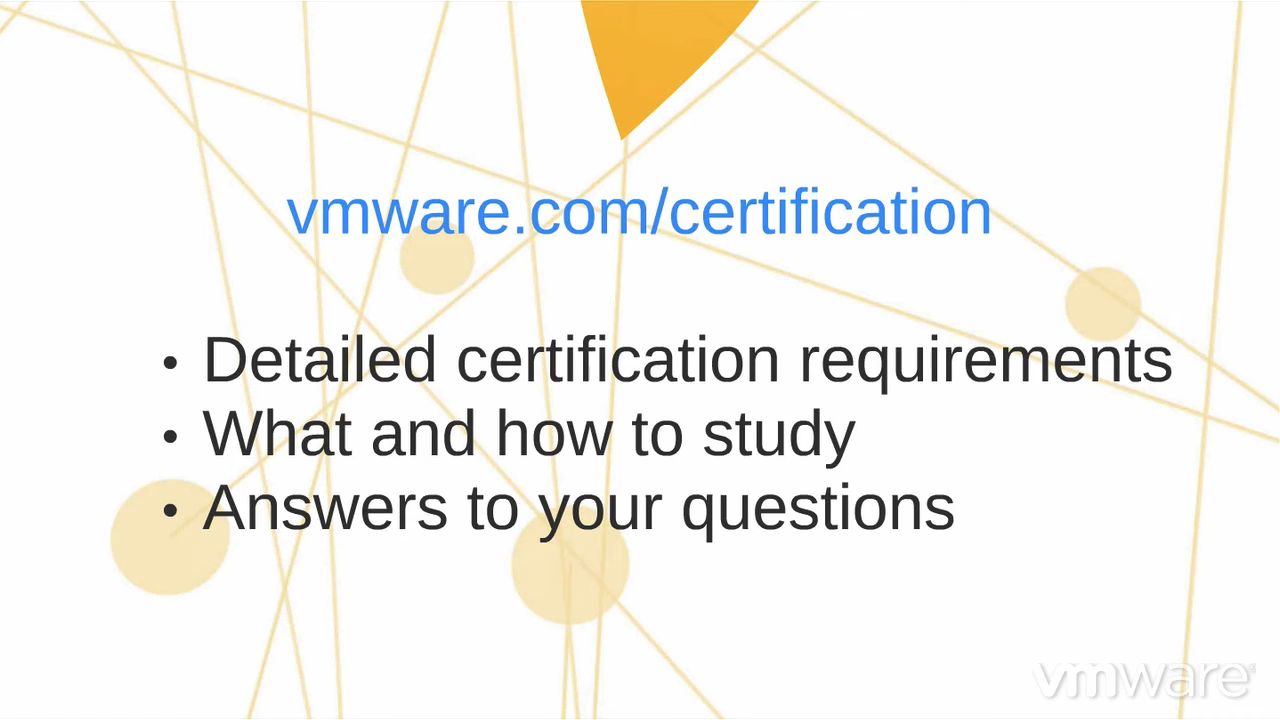 vmware.com/certification
• Detailed certification requirements
• What and how to study
• Answers to your questions
vmware®